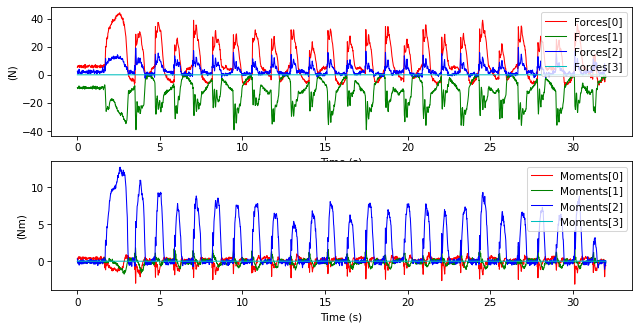 40
20
0
−20
−40
(N)
Forces[0]
Forces[1]
Forces[2]
Forces[3]
0
5
10
15
20
25
30
Time (s)
10
5
0
(Nm)
Moments[0]
Moments[1]
Moments[2]
Moments[3]
0
5
10
15
20
25
30
Time (s)